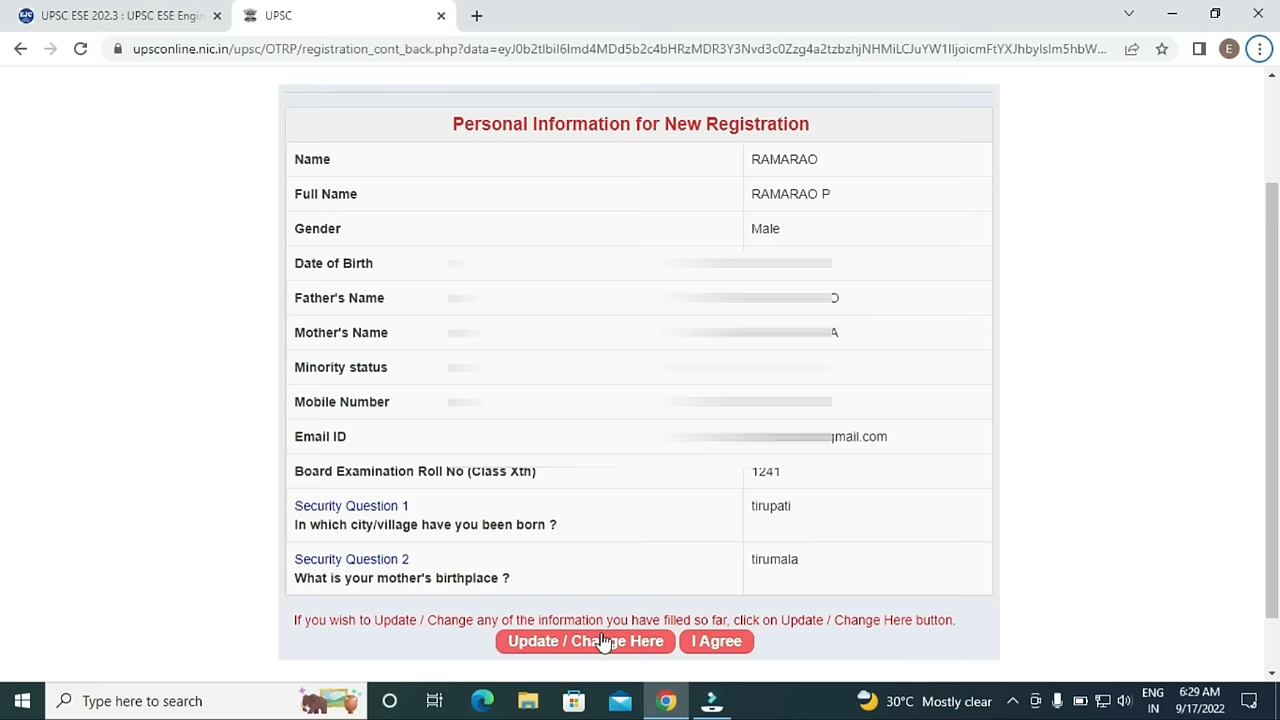 UPSC ESE 202.3 : UPSC ESE Engin
UPSC
upsconline.nic.in/upsc/OTRP/registration_cont_back.php?data=
E
Personal Information for New Registration
Name RAMARAO
Full Name RAMARAO P
Gender Male
Date of Birth
Father's Name O
Mother's Name A
Minority status
Mobile Number
Email ID gmail.com
Board Examination Roll No (Class Xth) 1241
Security Question 1 tirupati
In which city/village have you been born ?
Security Question 2 tirumala
What is your mother's birthplace ?
If you wish to Update / Change any of the information you have filled so far, click on Update / Change Here button.
Update / Change Here I Agree
Type here to search
30°C Mostly clear
ENG
IN
6:29 AM
9/17/2022